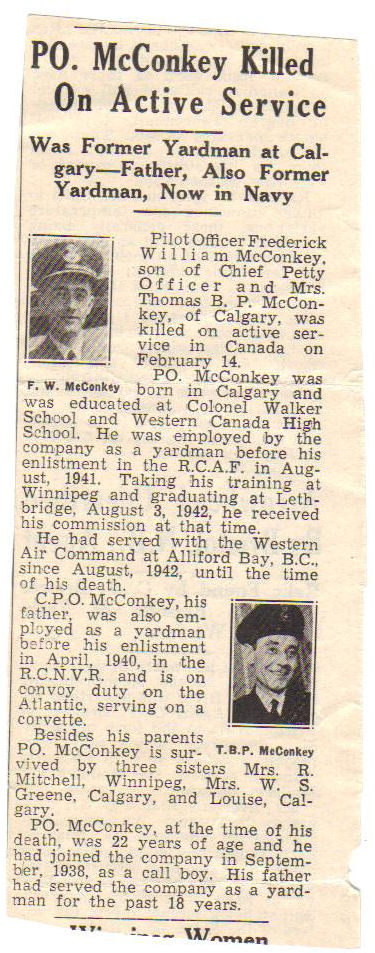 PO. McConkey Killed
On Active Service
Was Former Yardman at Cal-
gary—Father, Also Former
Yardman, Now in Navy
Pilot Officer Frederick
William McConkey,
son of Chief Petty
Officer and Mrs.
Thomas B. P. McCon-
key, of Calgary, was
killed on active ser-
vice in Canada on
February 14.
F. W. McConkey
PO. McConkey was
born in Calgary and
was educated at Colonel Walker
School and Western Canada High
School. He was employed by the
company as a yardman before his
enlistment in the R.C.A.F. in Aug-
ust, 1941. Taking his training at
Winnipeg and graduating at Leth-
bridge, August 3, 1942, he received
his commission at that time.
He had served with the Western
Air Command at Alliford Bay, B.C.,
since August, 1942, until the time
of his death.
C.P.O. McConkey, his
father, was also em-
ployed as a yardman
before his enlistment
in April, 1940, in the
R.C.N.V.R. and is on
convoy duty on the
Atlantic, serving on a
corvette.
T.B.P. McConkey
Besides his parents
PO. McConkey is sur-
vived by three sisters Mrs. R.
Mitchell, Winnipeg, Mrs. W. S.
Greene, Calgary, and Louise, Cal-
gary.
PO. McConkey, at the time of his
death, was 22 years of age and he
had joined the company in Septem-
ber, 1938, as a call boy. His father
had served the company as a yard-
man for the past 18 years.
Winnipeg Women